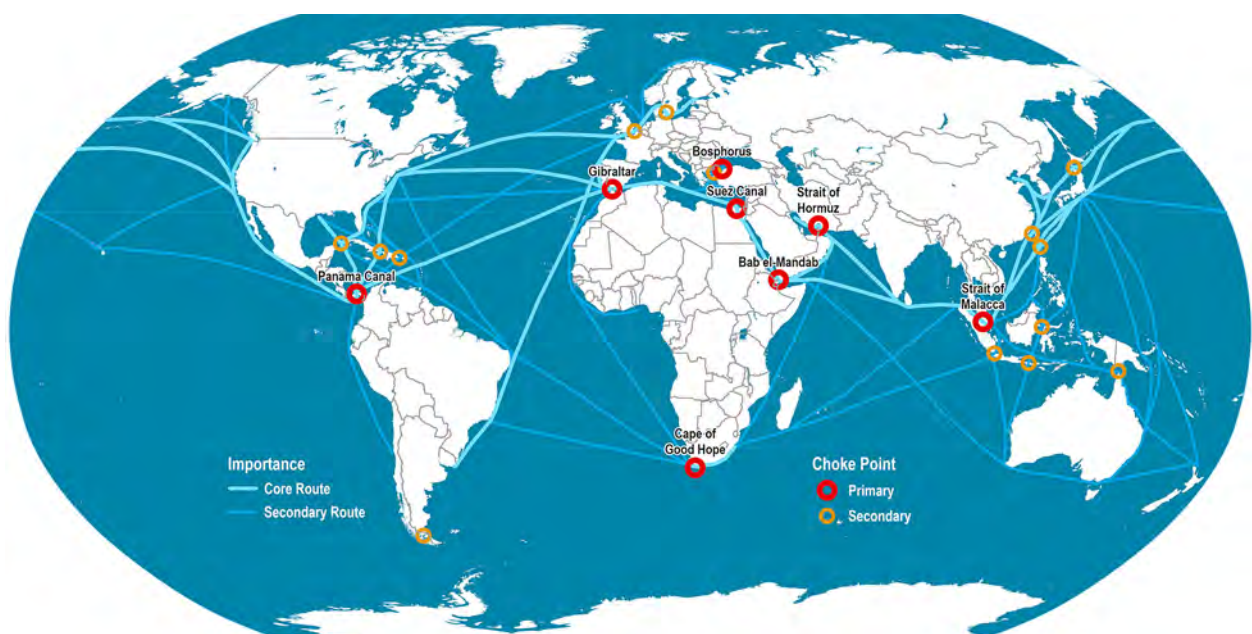 Bosphorus
Gibraltar
Suez Canal
Strait of
Hormuz
Bab el-Mandab
Panama Canal
Strait of
Malacca
Cape of
Good Hope
Importance
Core Route
Secondary Route
Choke Point
Primary
Secondary